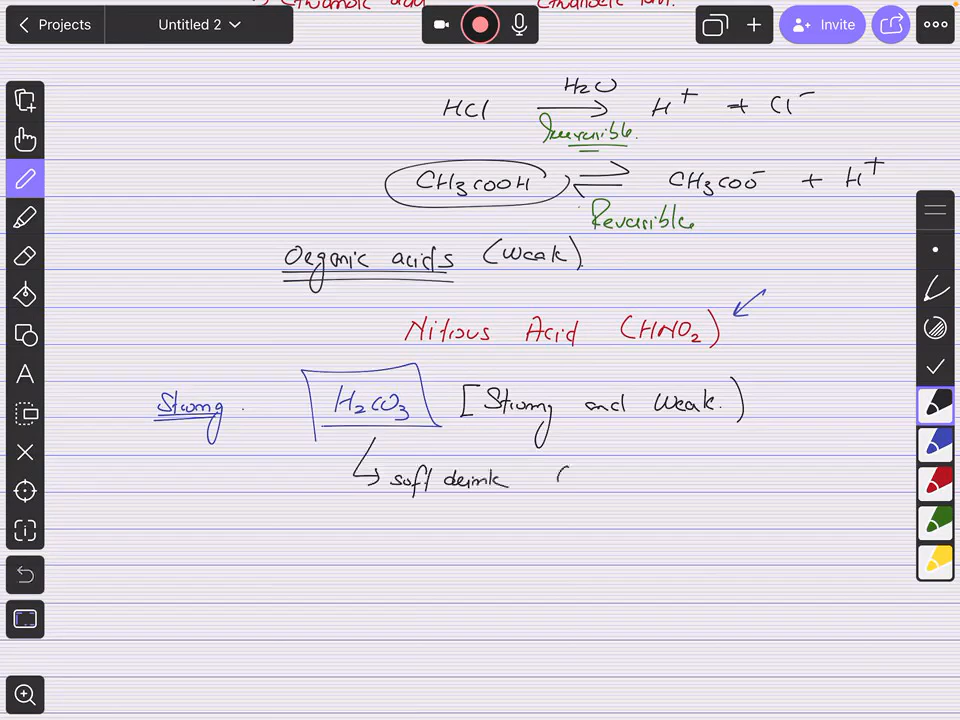 Projects
Untitled 2
Invite
HCl H2O → H+ + Cl-
Irreversible.
CH3COOH ⇌ CH3COO- + H+
Reversible
Organic acids (Weak)
Nitrous Acid (HNO2)
Strong. H2CO3 [Strong and Weak.)
↳ soft drink (